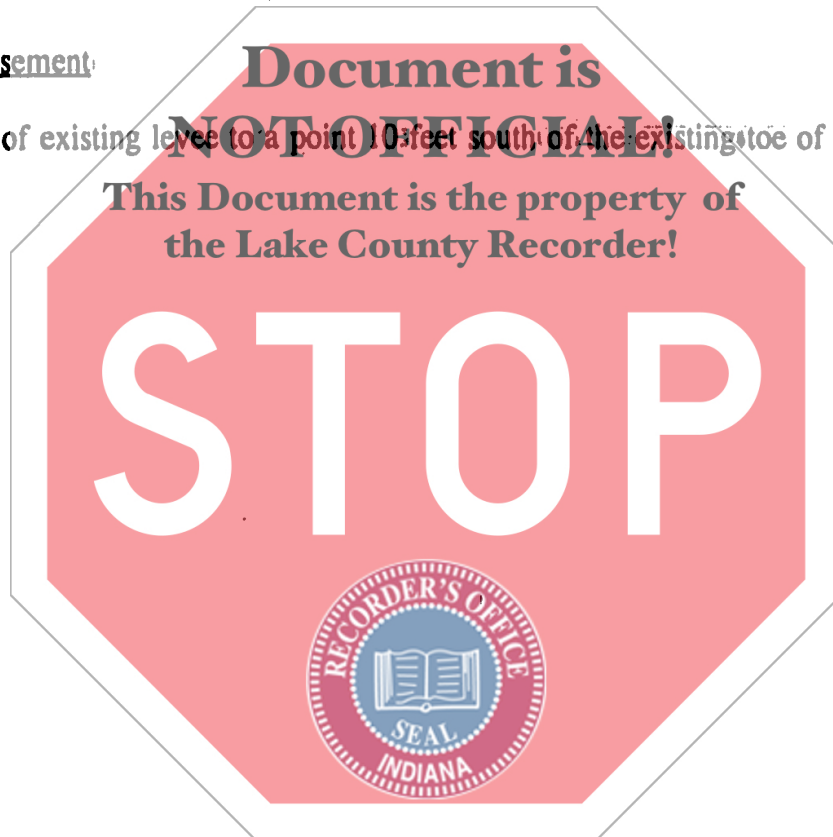 sement
Document is
of existing levee to a point 10 feet south of the existing toe of
NOT OFFICIAL!
This Document is the property of
the Lake County Recorder!
STOP
RECORDER'S OFFICE
SEAL
INDIANA